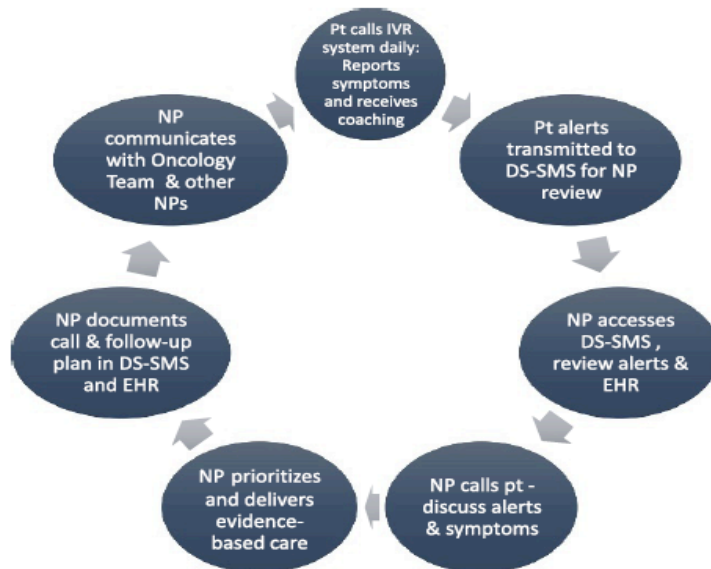 Pt calls IVR
system daily:
Reports
symptoms
and receives
coaching
Pt alerts
transmitted to
DS-SMS for NP
review
NP accesses
DS-SMS ,
review alerts &
EHR
NP calls pt -
discuss alerts
& symptoms
NP prioritizes
and delivers
evidence-
based care
NP documents
call & follow-up
plan in DS-SMS
and EHR
NP
communicates
with Oncology
Team & other
NPs